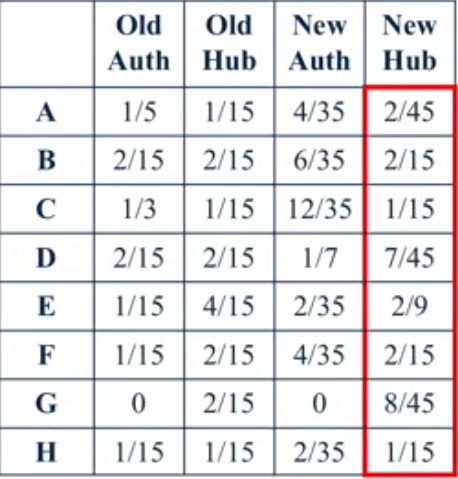 Old Auth Old Hub New Auth New Hub
A 1/5 1/15 4/35 2/45
B 2/15 2/15 6/35 2/15
C 1/3 1/15 12/35 1/15
D 2/15 2/15 1/7 7/45
E 1/15 4/15 2/35 2/9
F 1/15 2/15 4/35 2/15
G 0 2/15 0 8/45
H 1/15 1/15 2/35 1/15